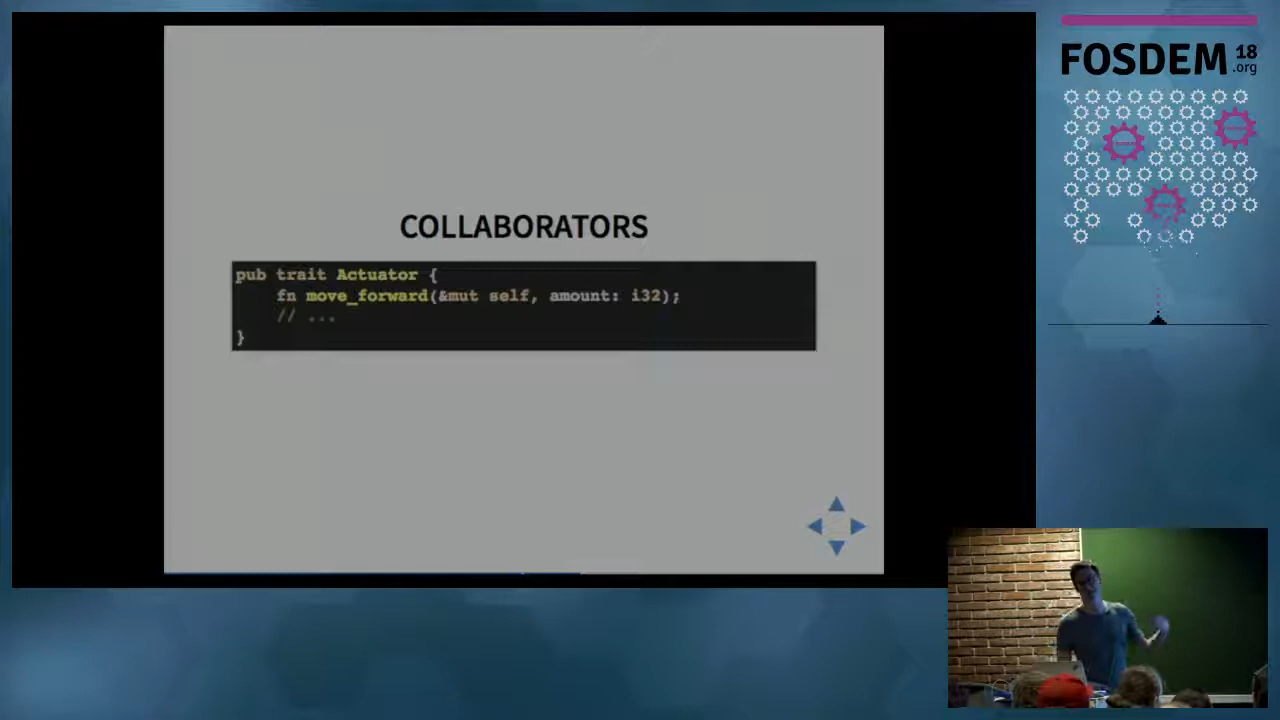 COLLABORATORS
pub trait Actuator {
    fn move_forward(&mut self, amount: i32);
    // ...
}
FOSDEM 18
.org